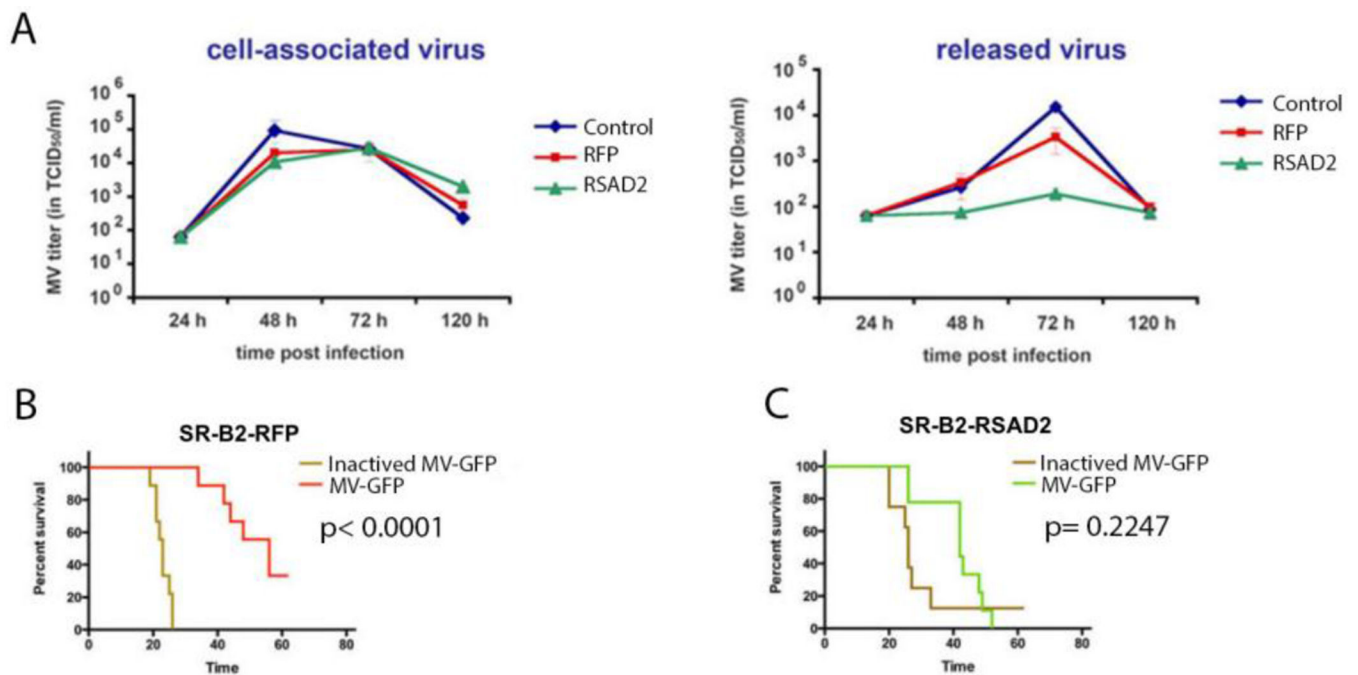 A
cell-associated virus
MV titer (in TCID50/ml)
10^6
10^5
10^4
10^3
10^2
10^1
10^0
24 h 48 h 72 h 120 h
time post infection
Control
RFP
RSAD2
released virus
MV titer (in TCID50/ml)
10^5
10^4
10^3
10^2
10^1
10^0
24 h 48 h 72 h 120 h
time post infection
Control
RFP
RSAD2
B
SR-B2-RFP
Percent survival
100
80
60
40
20
0
0 20 40 60 80
Time
Inactived MV-GFP
MV-GFP
p< 0.0001
C
SR-B2-RSAD2
Percent survival
100
80
60
40
20
0
0 20 40 60 80
Time
Inactived MV-GFP
MV-GFP
p= 0.2247